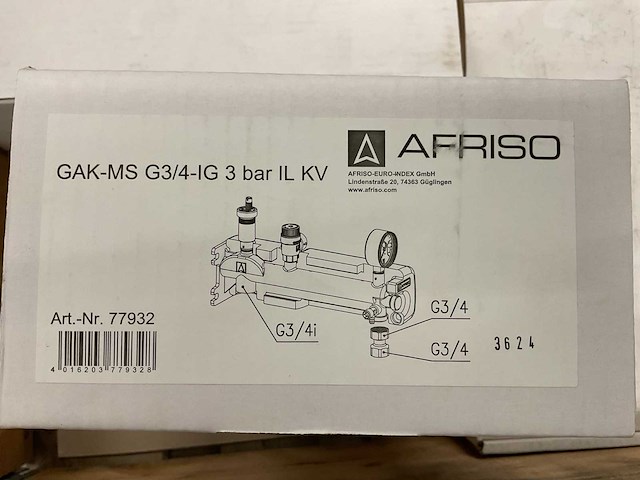 GAK-MS G3/4-IG 3 bar IL KV
AFRISO
AFRISO-EURO-INDEX GmbH
Lindenstraße 20, 74363 Güglingen
www.afriso.com
G3/4
G3/4i
G3/4
3624
Art.-Nr. 77932
4 016203 779328